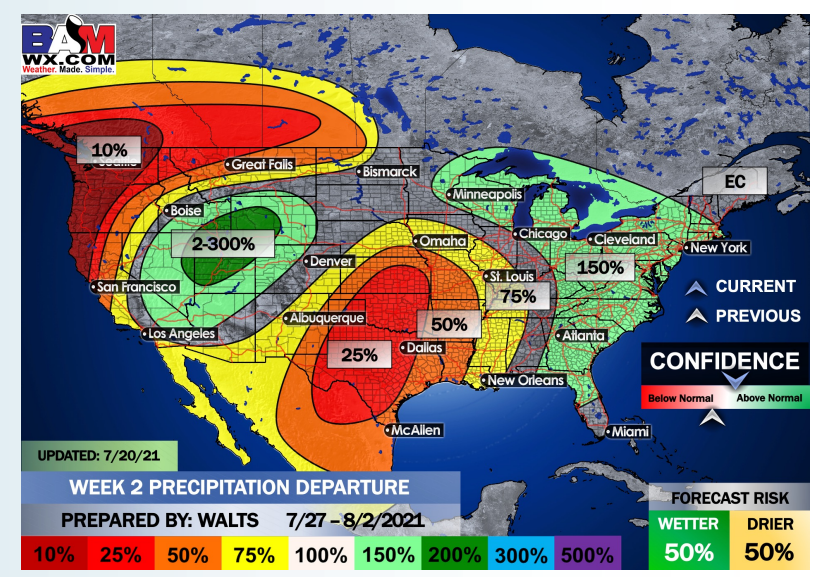 BAM
WX.COM
Weather. Made. Simple.
10%
Seattle
Great Falls
Bismarck
Minneapolis
EC
Boise
2-300%
Omaha
Chicago
Cleveland
New York
Denver
150%
San Francisco
St. Louis
75%
CURRENT
PREVIOUS
Albuquerque
50%
Los Angeles
25%
Dallas
Atlanta
CONFIDENCE
Below Normal
Above Normal
New Orleans
McAllen
Miami
UPDATED: 7/20/21
WEEK 2 PRECIPITATION DEPARTURE
PREPARED BY: WALTS 7/27 – 8/2/2021
FORECAST RISK
WETTER DRIER
50% 50%
10% 25% 50% 75% 100% 150% 200% 300% 500%